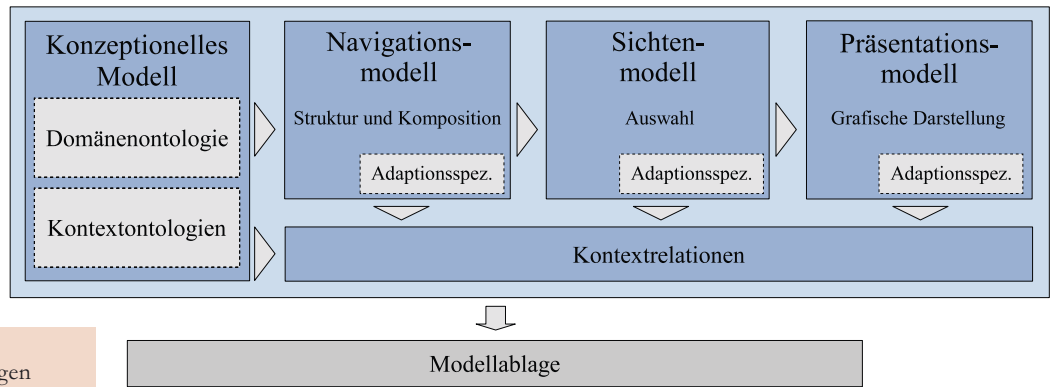 Konzeptionelles
Modell
Domänenontologie
Kontextontologien
Navigations-
modell
Struktur und Komposition
Adaptionsspez.
Sichten-
modell
Auswahl
Adaptionsspez.
Präsentations-
modell
Grafische Darstellung
Adaptionsspez.
Kontextrelationen
Modellablage
gen